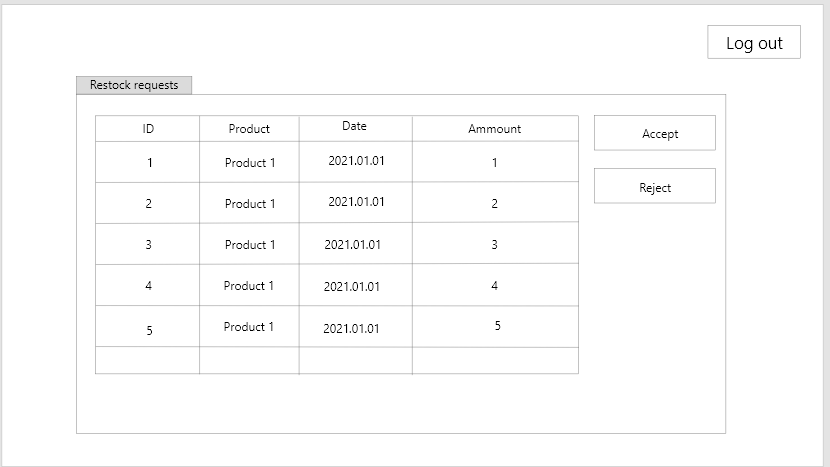 Log out
Restock requests
ID Product Date Ammount
1 Product 1 2021.01.01 1
2 Product 1 2021.01.01 2
3 Product 1 2021.01.01 3
4 Product 1 2021.01.01 4
5 Product 1 2021.01.01 5
Accept
Reject